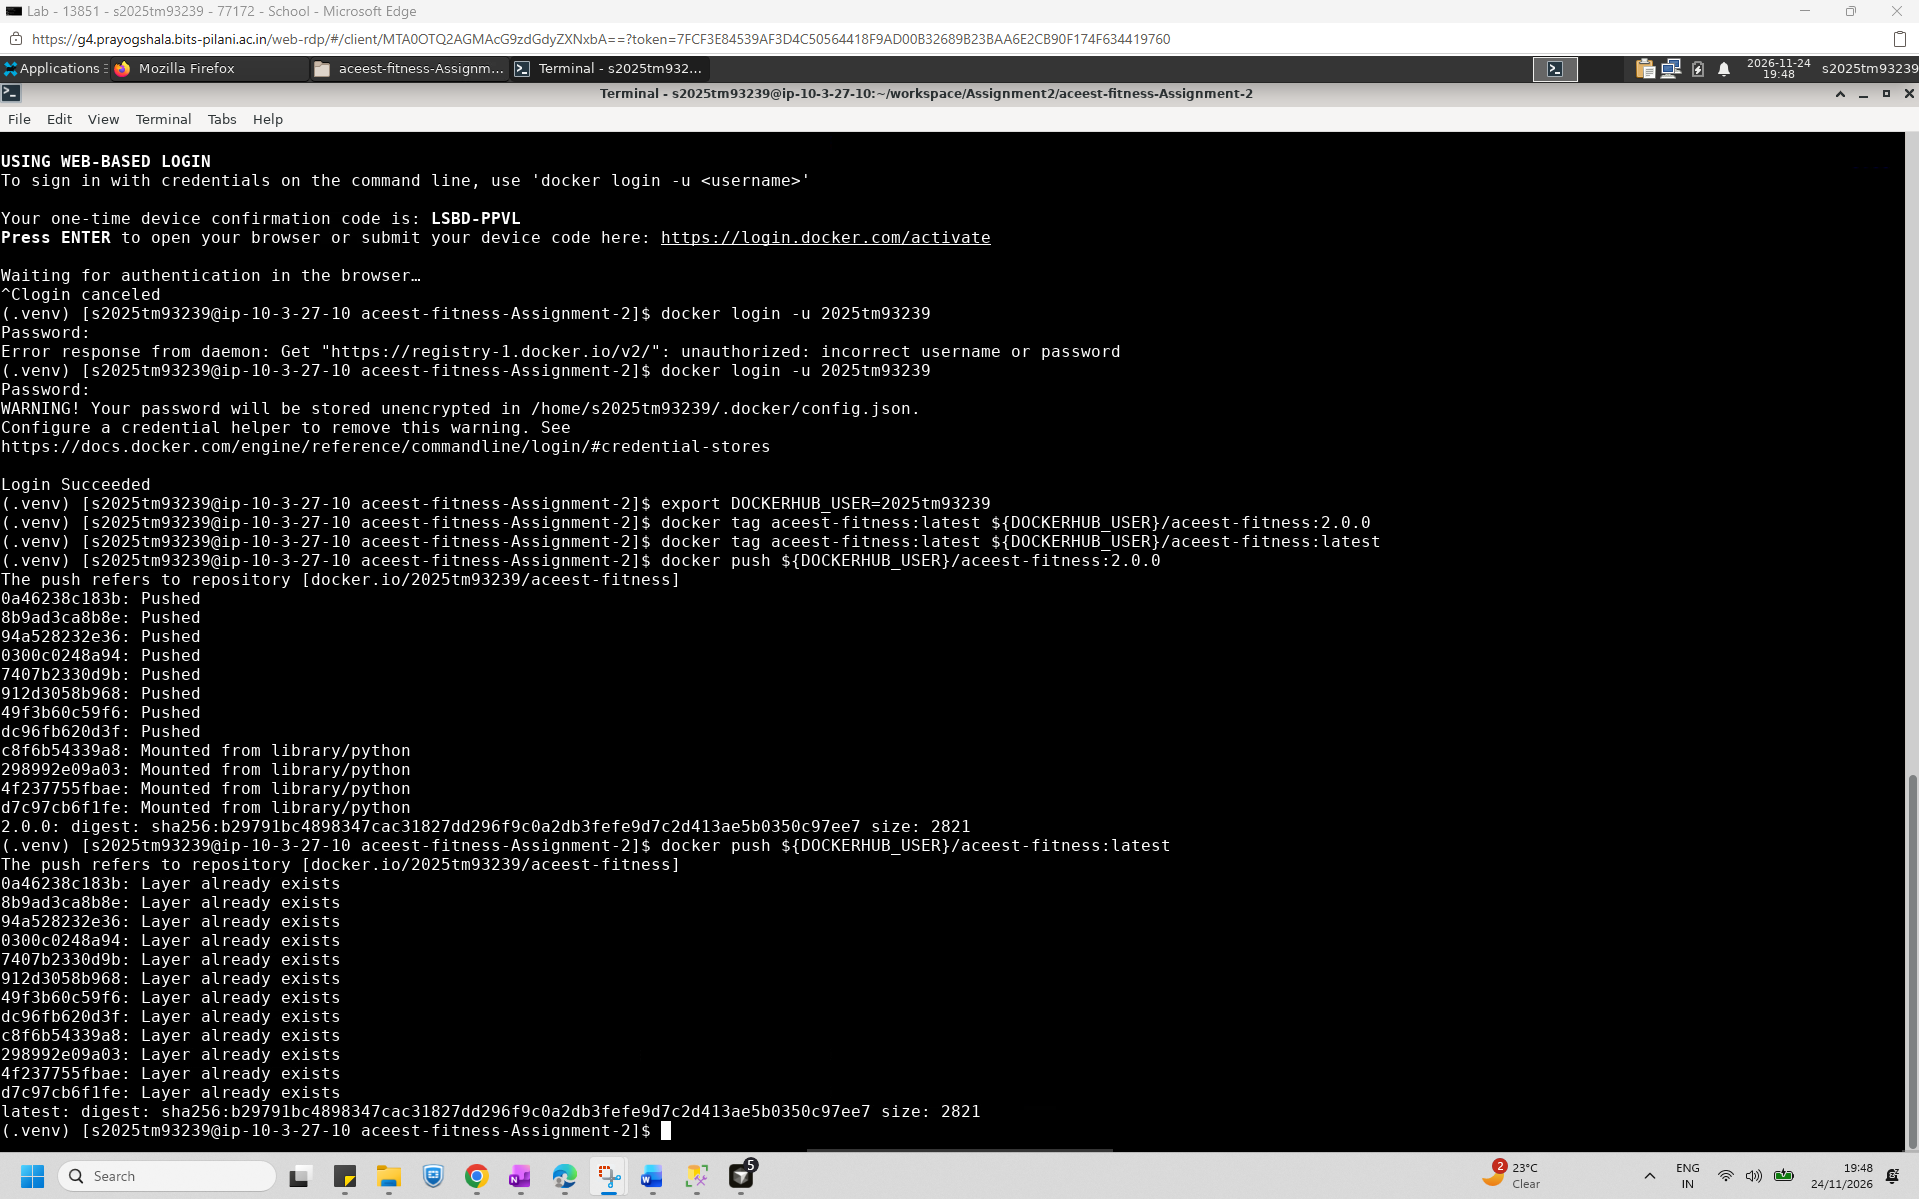 Lab - 13851 - s2025tm93239 - 77172 - School - Microsoft Edge
https://g4.prayogshala.bits-pilani.ac.in/web-rdp/#/client/MTA0OTQ2AGMAcG9zdGdyZXNxbA==?token=7FCF3E84539AF3D4C50564418F9AD00B32689B23BAA6E2CB90F174F634419760
Applications Mozilla Firefox aceest-fitness-Assignm... Terminal - s2025tm932... 2026-11-24 s2025tm93239
19:48
Terminal - s2025tm93239@ip-10-3-27-10:~/workspace/Assignment2/aceest-fitness-Assignment-2
File Edit View Terminal Tabs Help
USING WEB-BASED LOGIN
To sign in with credentials on the command line, use 'docker login -u <username>'
Your one-time device confirmation code is: LSBD-PPVL
Press ENTER to open your browser or submit your device code here: https://login.docker.com/activate
Waiting for authentication in the browser…
^Clogin canceled
(.venv) [s2025tm93239@ip-10-3-27-10 aceest-fitness-Assignment-2]$ docker login -u 2025tm93239
Password:
Error response from daemon: Get "https://registry-1.docker.io/v2/": unauthorized: incorrect username or password
(.venv) [s2025tm93239@ip-10-3-27-10 aceest-fitness-Assignment-2]$ docker login -u 2025tm93239
Password:
WARNING! Your password will be stored unencrypted in /home/s2025tm93239/.docker/config.json.
Configure a credential helper to remove this warning. See
https://docs.docker.com/engine/reference/commandline/login/#credential-stores
Login Succeeded
(.venv) [s2025tm93239@ip-10-3-27-10 aceest-fitness-Assignment-2]$ export DOCKERHUB_USER=2025tm93239
(.venv) [s2025tm93239@ip-10-3-27-10 aceest-fitness-Assignment-2]$ docker tag aceest-fitness:latest ${DOCKERHUB_USER}/aceest-fitness:2.0.0
(.venv) [s2025tm93239@ip-10-3-27-10 aceest-fitness-Assignment-2]$ docker tag aceest-fitness:latest ${DOCKERHUB_USER}/aceest-fitness:latest
(.venv) [s2025tm93239@ip-10-3-27-10 aceest-fitness-Assignment-2]$ docker push ${DOCKERHUB_USER}/aceest-fitness:2.0.0
The push refers to repository [docker.io/2025tm93239/aceest-fitness]
0a46238c183b: Pushed
8b9ad3ca8b8e: Pushed
94a528232e36: Pushed
0300c0248a94: Pushed
7407b2330d9b: Pushed
912d3058b968: Pushed
49f3b60c59f6: Pushed
dc96fb620d3f: Pushed
c8f6b54339a8: Mounted from library/python
298992e09a03: Mounted from library/python
4f237755fbae: Mounted from library/python
d7c97cb6f1fe: Mounted from library/python
2.0.0: digest: sha256:b29791bc4898347cac31827dd296f9c0a2db3fefe9d7c2d413ae5b0350c97ee7 size: 2821
(.venv) [s2025tm93239@ip-10-3-27-10 aceest-fitness-Assignment-2]$ docker push ${DOCKERHUB_USER}/aceest-fitness:latest
The push refers to repository [docker.io/2025tm93239/aceest-fitness]
0a46238c183b: Layer already exists
8b9ad3ca8b8e: Layer already exists
94a528232e36: Layer already exists
0300c0248a94: Layer already exists
7407b2330d9b: Layer already exists
912d3058b968: Layer already exists
49f3b60c59f6: Layer already exists
dc96fb620d3f: Layer already exists
c8f6b54339a8: Layer already exists
298992e09a03: Layer already exists
4f237755fbae: Layer already exists
d7c97cb6f1fe: Layer already exists
latest: digest: sha256:b29791bc4898347cac31827dd296f9c0a2db3fefe9d7c2d413ae5b0350c97ee7 size: 2821
(.venv) [s2025tm93239@ip-10-3-27-10 aceest-fitness-Assignment-2]$
Search 5 2 23°C ENG 19:48
Clear IN 24/11/2026